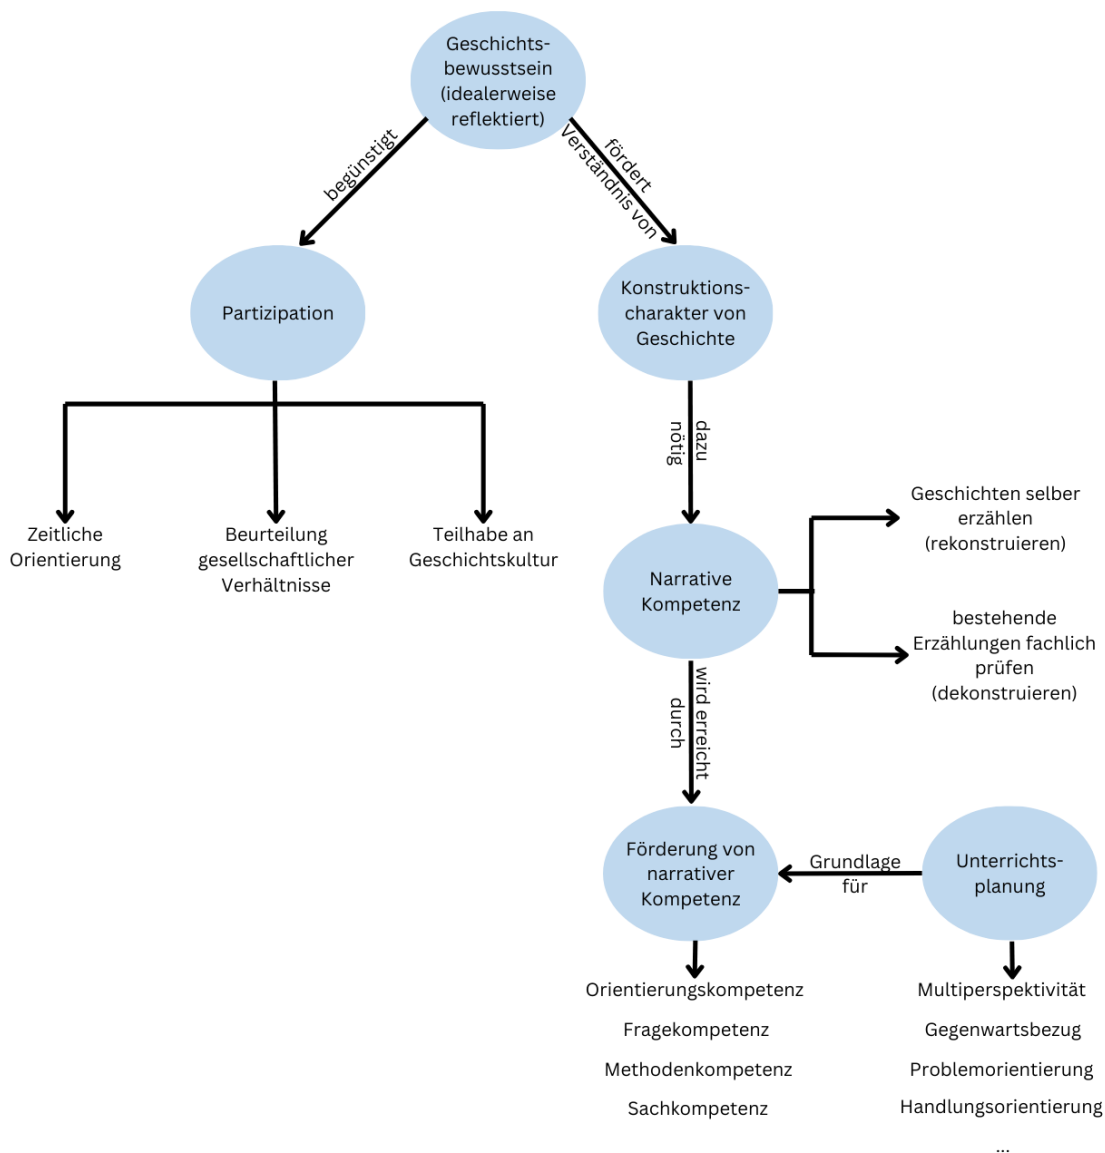 Geschichts-
bewusstsein
(idealerweise
reflektiert)
begünstigt
fördert
Verständnis von
Partizipation
Konstruktions-
charakter von
Geschichte
dazu
nötig
Zeitliche
Orientierung
Beurteilung
gesellschaftlicher
Verhältnisse
Teilhabe an
Geschichtskultur
Narrative
Kompetenz
Geschichten selber
erzählen
(rekonstruieren)
bestehende
Erzählungen fachlich
prüfen
(dekonstruieren)
wird erreicht
durch
Förderung von
narrativer
Kompetenz
Grundlage
für
Unterrichts-
planung
Orientierungskompetenz
Fragekompetenz
Methodenkompetenz
Sachkompetenz
Multiperspektivität
Gegenwartsbezug
Problemorientierung
Handlungsorientierung
...